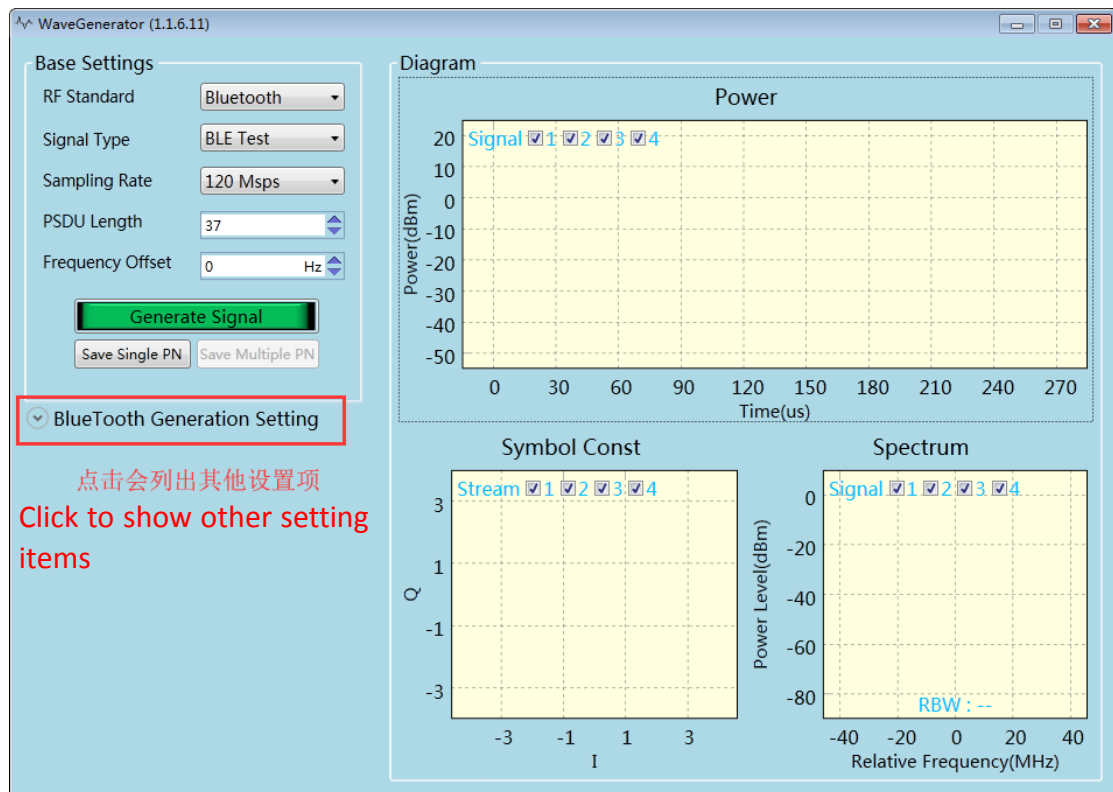 WaveGenerator (1.1.6.11)
Base Settings
RF Standard Bluetooth
Signal Type BLE Test
Sampling Rate 120 Msps
PSDU Length 37
Frequency Offset 0 Hz
Generate Signal
Save Single PN Save Multiple PN
BlueTooth Generation Setting
点击会列出其他设置项
Click to show other setting
items
Diagram
Power
Signal 1 2 3 4
Power(dBm)
20
10
0
-10
-20
-30
-40
-50
0 30 60 90 120 150 180 210 240 270
Time(us)
Symbol Const
Stream 1 2 3 4
Q
3
1
-1
-3
-3 -1 1 3
I
Spectrum
Signal 1 2 3 4
Power Level(dBm)
0
-20
-40
-60
-80
RBW : --
-40 -20 0 20 40
Relative Frequency(MHz)